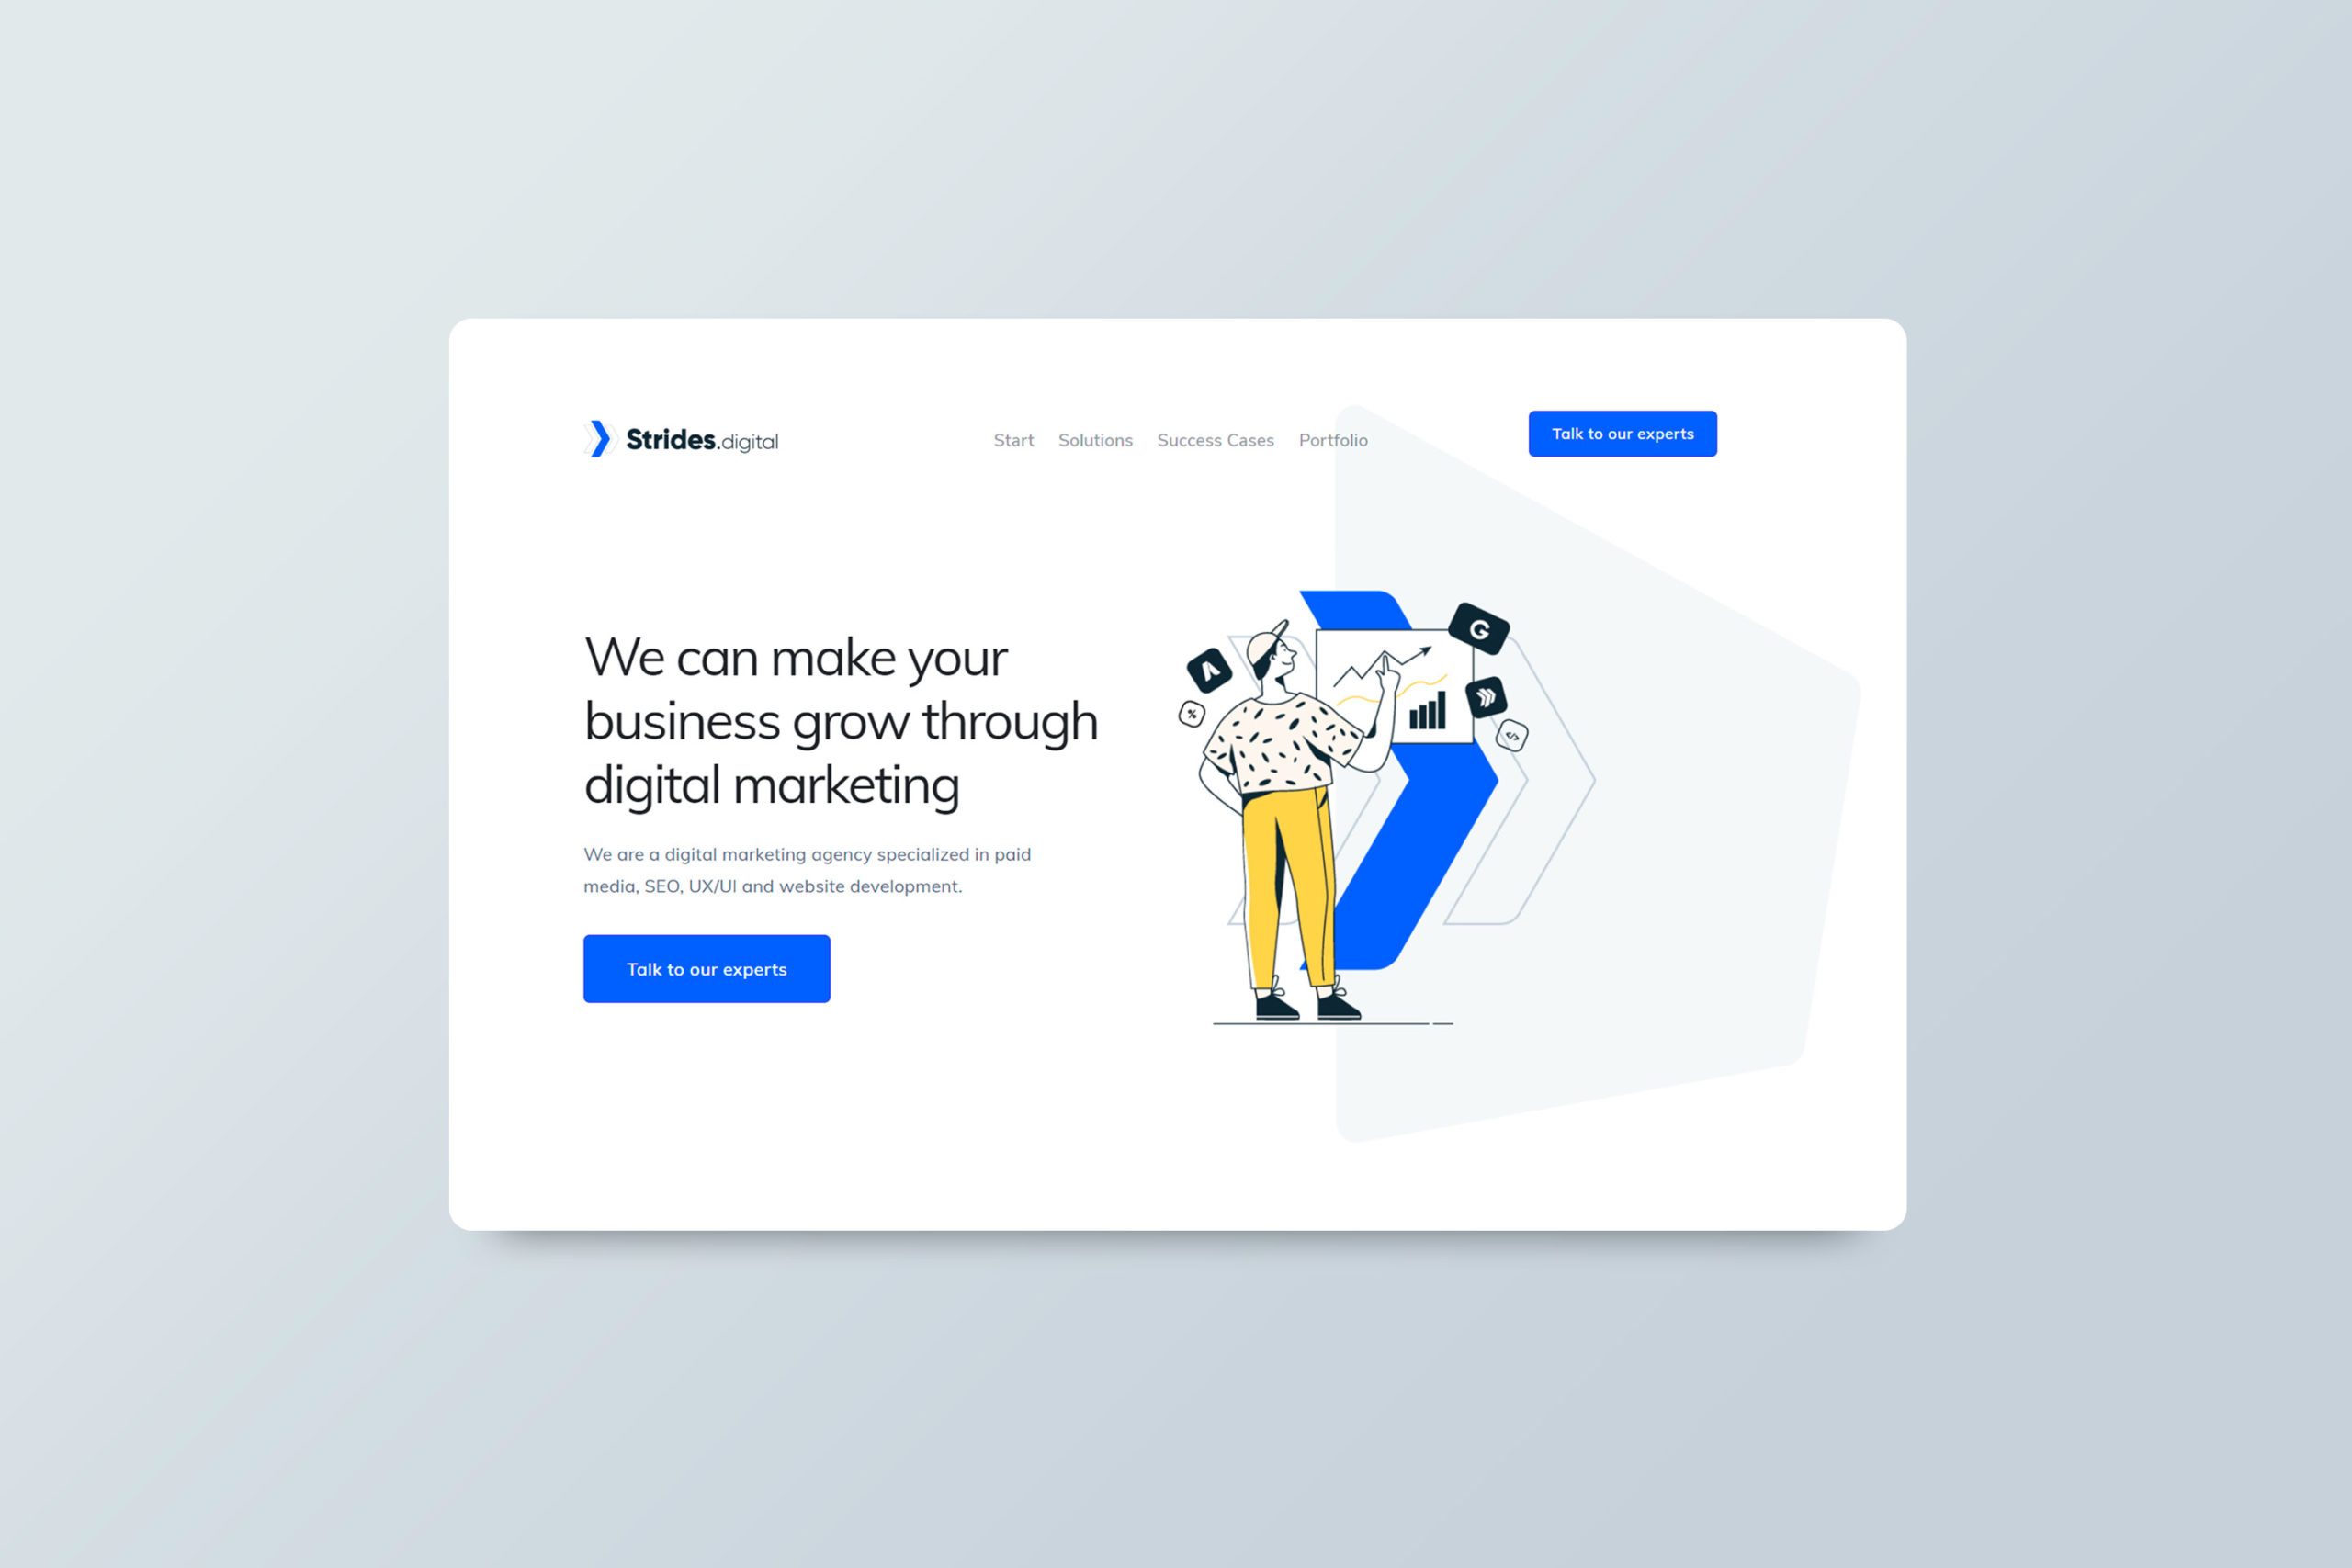 Strides.digital
Start Solutions Success Cases Portfolio
Talk to our experts
We can make your
business grow through
digital marketing
We are a digital marketing agency specialized in paid
media, SEO, UX/UI and website development.
Talk to our experts
G
%
</>